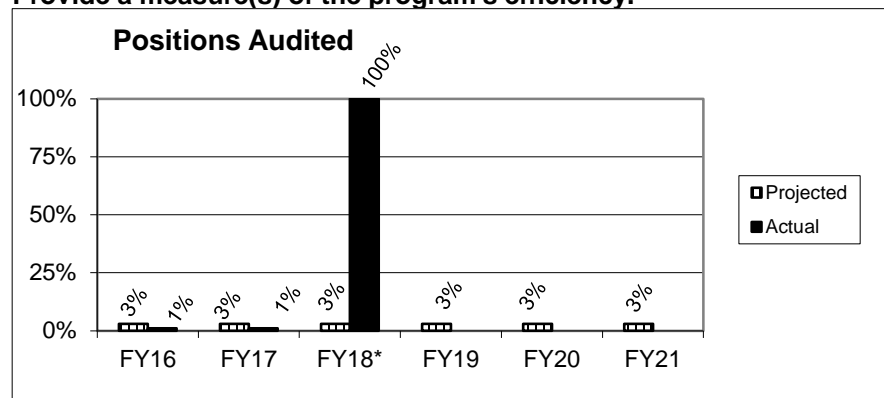 Provide a measure(s) of the program's efficiency.
Positions Audited
100%
100%
75%
50%
25%
0%
3%
1%
3%
1%
3%
3%
3%
3%
Projected
Actual
FY16 FY17 FY18* FY19 FY20 FY21